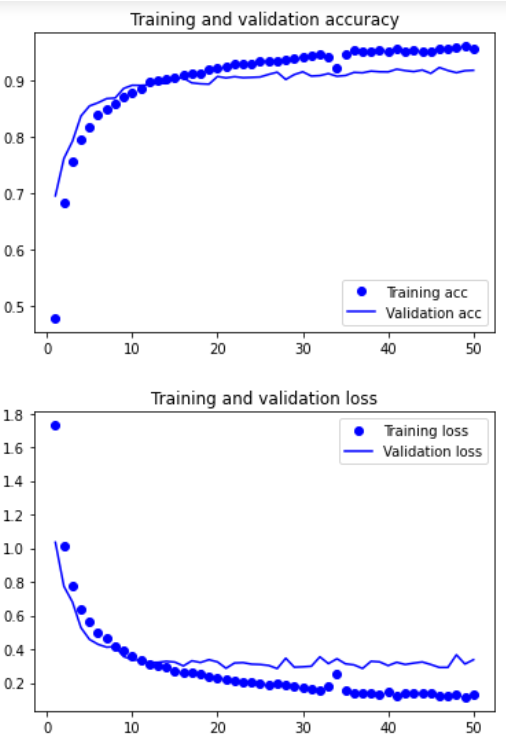 Training and validation accuracy
0.9
0.8
0.7
0.6
0.5
Training acc
Validation acc
0 10 20 30 40 50
Training and validation loss
1.8
1.6
1.4
1.2
1.0
0.8
0.6
0.4
0.2
Training loss
Validation loss
0 10 20 30 40 50